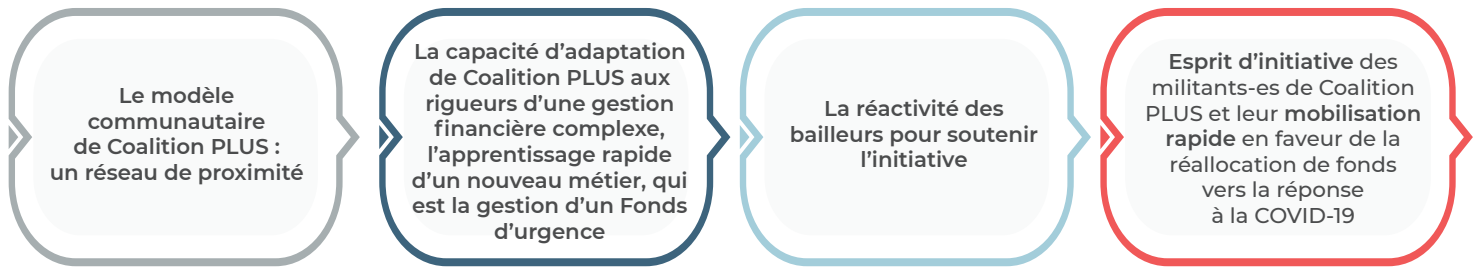 Le modèle
communautaire
de Coalition PLUS :
un réseau de proximité
La capacité d’adaptation
de Coalition PLUS aux
rigueurs d’une gestion
financière complexe,
l’apprentissage rapide
d’un nouveau métier, qui
est la gestion d’un Fonds
d’urgence
La réactivité des
bailleurs pour soutenir
l’initiative
Esprit d’initiative des
militants-es de Coalition
PLUS et leur mobilisation
rapide en faveur de la
réallocation de fonds
vers la réponse
à la COVID-19